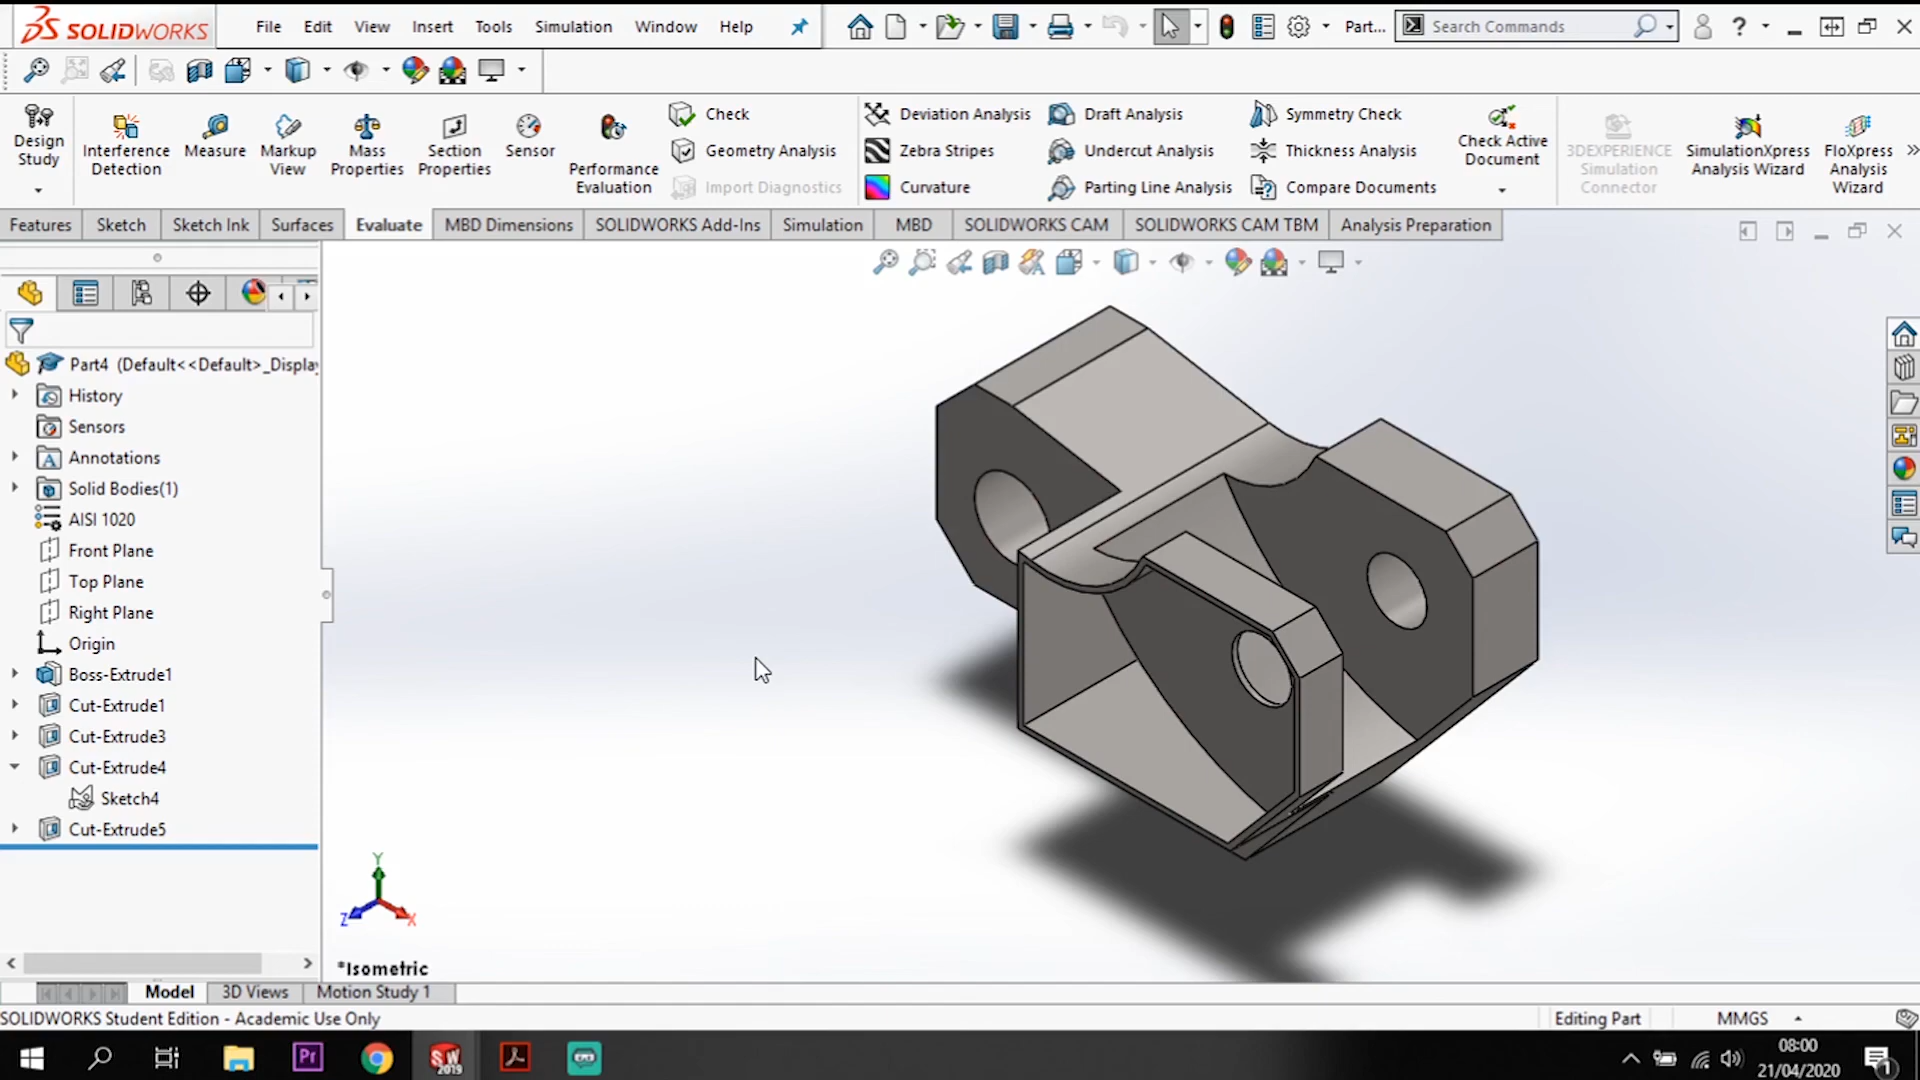 SOLIDWORKS File Edit View Insert Tools Simulation Window Help Part... Search Commands ?
Design Study
Interference Detection
Measure
Markup View
Mass Properties
Section Properties
Sensor
Performance Evaluation
Check
Geometry Analysis
Import Diagnostics
Deviation Analysis
Zebra Stripes
Curvature
Draft Analysis
Undercut Analysis
Parting Line Analysis
Symmetry Check
Thickness Analysis
Compare Documents
Check Active Document
3DEXPERIENCE Simulation Connector
SimulationXpress Analysis Wizard
FloXpress Analysis Wizard
Features Sketch Sketch Ink Surfaces Evaluate MBD Dimensions SOLIDWORKS Add-Ins Simulation MBD SOLIDWORKS CAM SOLIDWORKS CAM TBM Analysis Preparation
Part4 (Default<<Default>_Displa
History
Sensors
Annotations
Solid Bodies(1)
AISI 1020
Front Plane
Top Plane
Right Plane
Origin
Boss-Extrude1
Cut-Extrude1
Cut-Extrude3
Cut-Extrude4
Sketch4
Cut-Extrude5
Y
Z X
*Isometric
Model 3D Views Motion Study 1
SOLIDWORKS Student Edition - Academic Use Only Editing Part MMGS
Pr SW 2019 08:00
21/04/2020 1